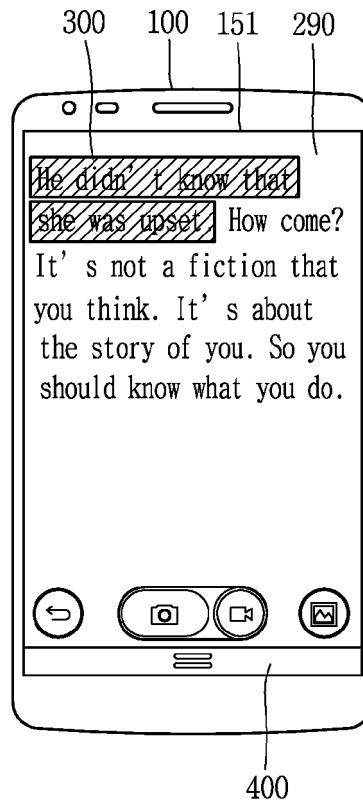 300 100 151 290
He didn't know that
she was upset. How come?
It's not a fiction that
you think. It's about
the story of you. So you
should know what you do.
400